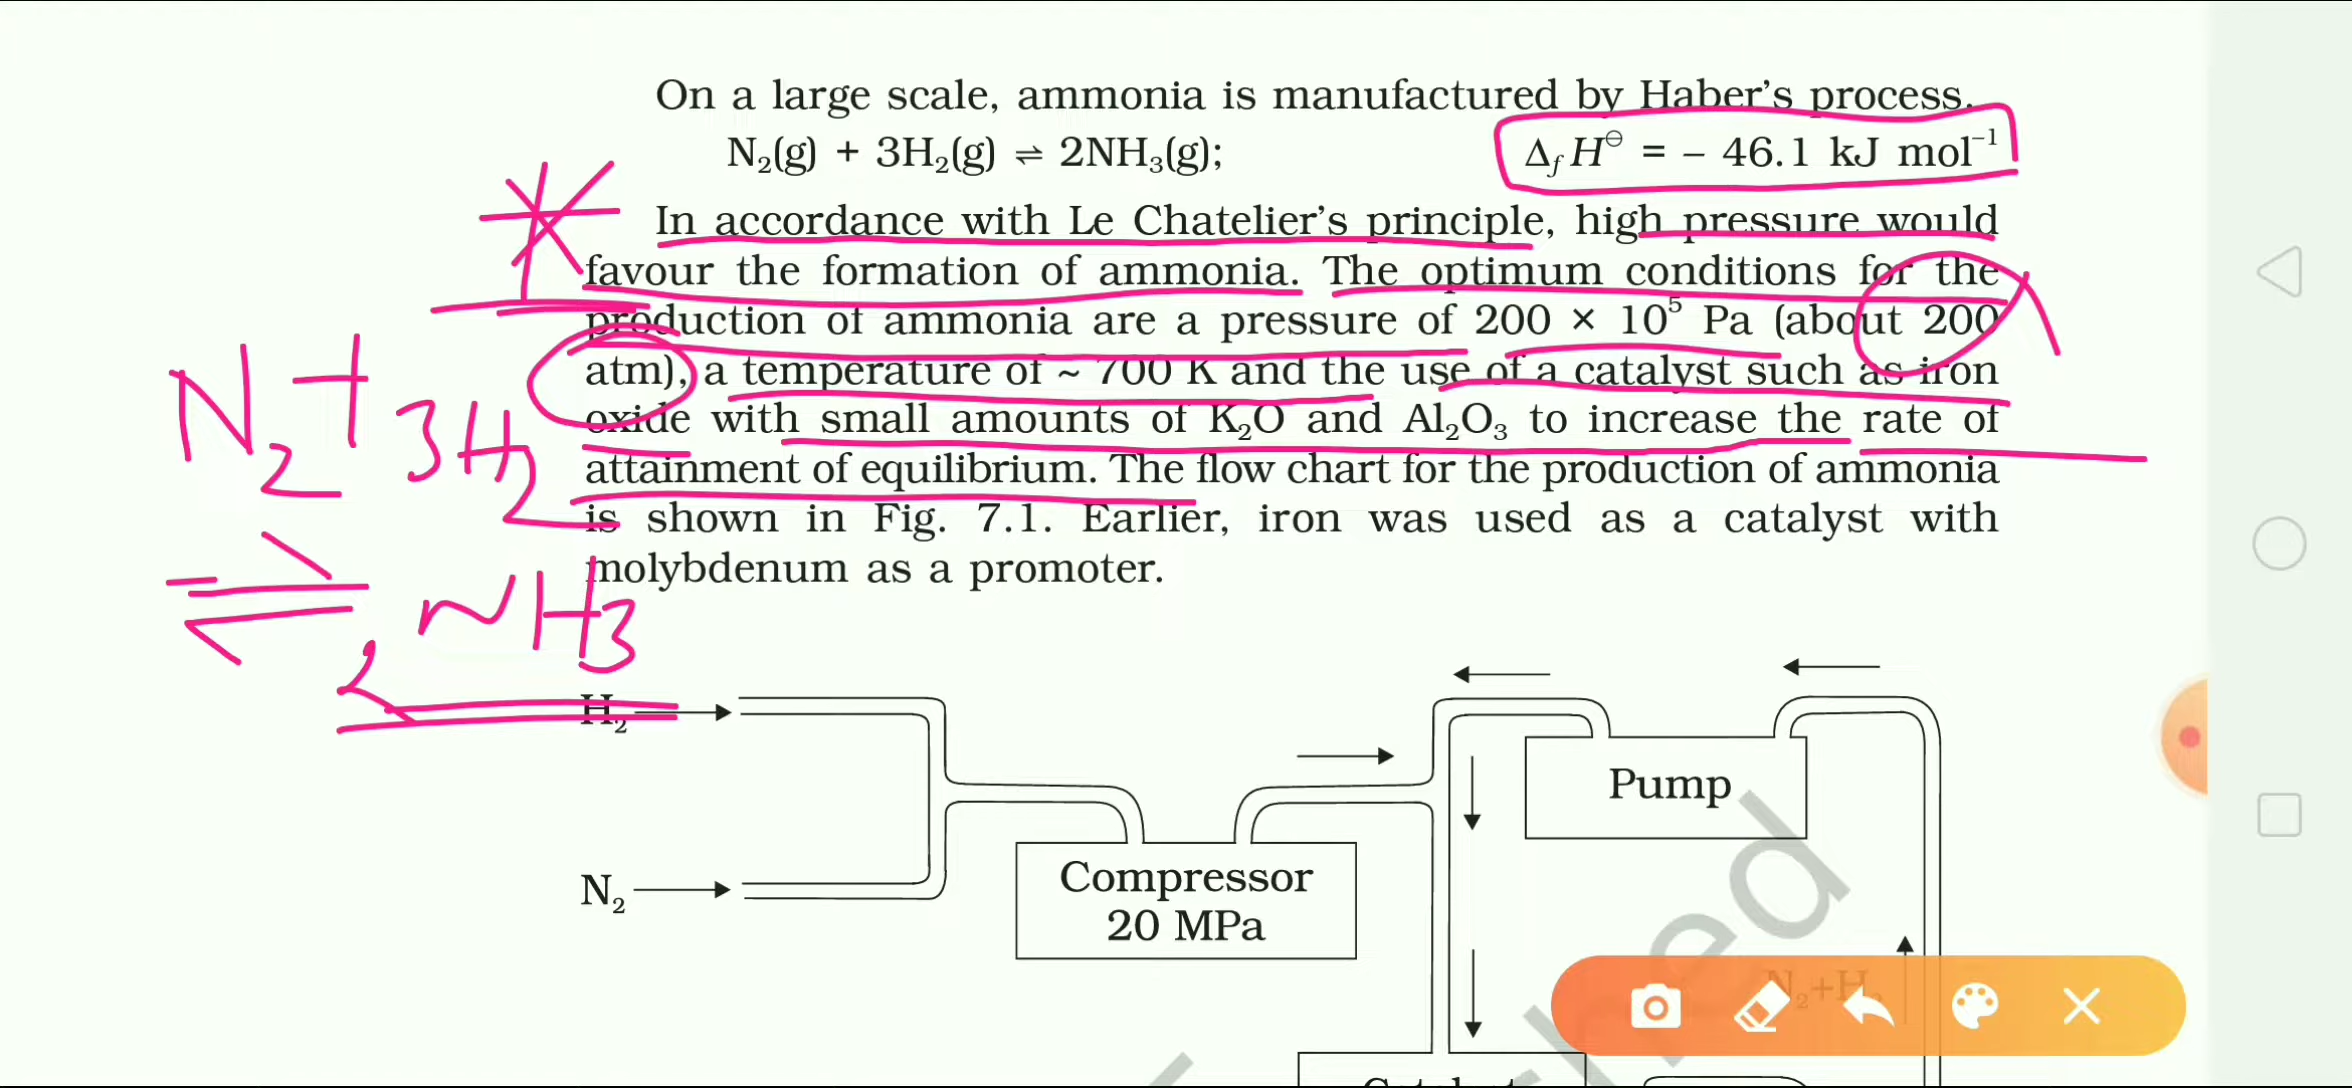 On a large scale, ammonia is manufactured by Haber's process.
N₂(g) + 3H₂(g) ⇌ 2NH₃(g); Δ_f H^⊖ = – 46.1 kJ mol⁻¹
In accordance with Le Chatelier's principle, high pressure would
favour the formation of ammonia. The optimum conditions for the
production of ammonia are a pressure of 200 × 10⁵ Pa (about 200
atm), a temperature of ~ 700 K and the use of a catalyst such as iron
oxide with small amounts of K₂O and Al₂O₃ to increase the rate of
attainment of equilibrium. The flow chart for the production of ammonia
is shown in Fig. 7.1. Earlier, iron was used as a catalyst with
molybdenum as a promoter.
N₂ + 3H₂
⇌ 2NH₃
H₂
Pump
Compressor
20 MPa
N₂
N₂+H₂